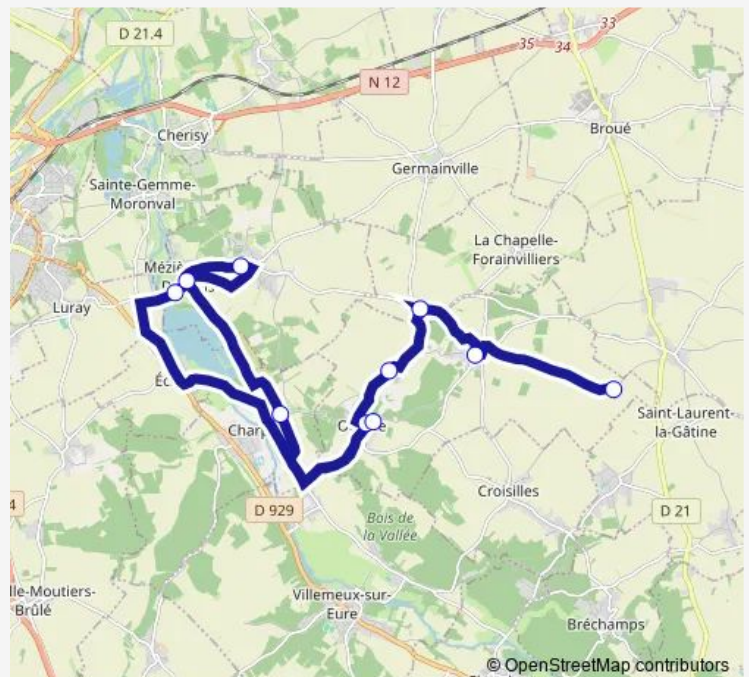 D 21.4
33
35
34
N 12
Cherisy
Broué
Germainville
Sainte-Gemme-
Moronval
La Chapelle-
Forainvilliers
Luray
Saint-Laurent-
la-Gâtine
Croisilles
D 929
D 21
Bois de
la Vallée
Villemeux-sur-
Eure
Brûlé
Bréchamps
© OpenStreetMap contributors